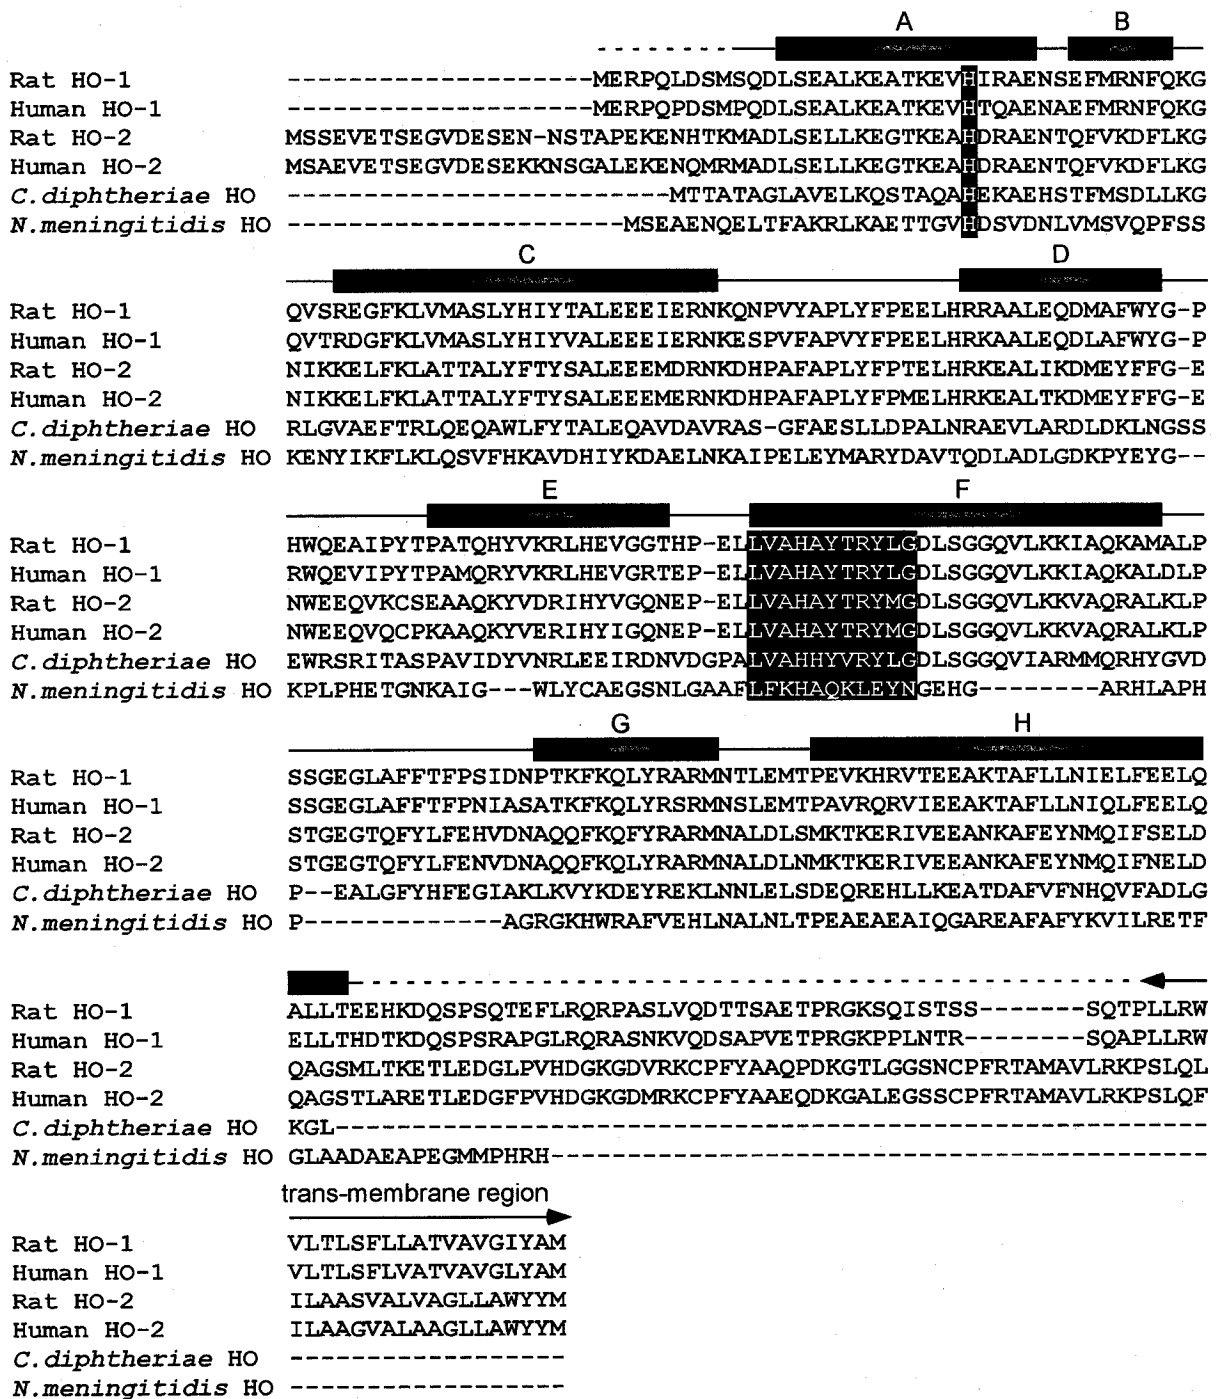 A B
Rat HO-1 -------------------MERPQLDSMSQDLSEALKEATKEVHIRAENSEFMRNFQKG
Human HO-1 -------------------MERPQPDSMPQDLSEALKEATKEVHTQAENAEFMRNFQKG
Rat HO-2 MSSEVETSEGVDESEN-NSTAPEKENHTKMADLSELLKEGTKEAHDRAENTQFVKDFLKG
Human HO-2 MSAEVETSEGVDESEKKNSGALEKENQMRMADLSELLKEGTKEAHDRAENTQFVKDFLKG
C.diphtheriae HO ------------------------MTTATAGLAVELKQSTAQAHEKAEHSTFMSDLLKG
N.meningitidis HO ---------------------MSEAENQELTFAKRLKAETTGVHDSVDNLVMSVQPFSS
C D
Rat HO-1 QVSREGFKLVMASLYHIYTALEEEIERNKQNPVYAPLYFPEELHRRAALEQDMAFWYG-P
Human HO-1 QVTRDGFKLVMASLYHIYVALEEEIERNKESPVFAPVYFPEELHRKAALEQDLAFWYG-P
Rat HO-2 NIKKELFKLATTALYFTYSALEEEMDRNKDHPAFAPLYFPTELHRKEALIKDMEYFFG-E
Human HO-2 NIKKELFKLATTALYFTYSALEEEMERNKDHPAFAPLYFPMELHRKEALTKDMEYFFG-E
C.diphtheriae HO RLGVAEFTRLQEQAWLFYTALEQAVDAVRAS-GFAESLLDPALNRAEVLARDLDKLNGSS
N.meningitidis HO KENYIKFLKLQSVFHKAVDHIYKDAELNKAIPELEYMARYDAVTQDLADLGDKPYEYG--
E F
Rat HO-1 HWQEAIPYTPATQHYVKRLHEVGGTHP-ELLVAHAYTRYLGDLSGGQVLKKIAQKAMALP
Human HO-1 RWQEVIPYTPAMQRYVKRLHEVGRTEP-ELLVAHAYTRYLGDLSGGQVLKKIAQKALDLP
Rat HO-2 NWEEQVKCSEAAQKYVDRIHYVGQNEP-ELLVAHAYTRYMGDLSGGQVLKKVAQRALKLP
Human HO-2 NWEEQVQCPKAAQKYVERIHYIGQNEP-ELLVAHAYTRYMGDLSGGQVLKKVAQRALKLP
C.diphtheriae HO EWRSRITASPAVIDYVNRLEEIRDNVDGPALVAHHYVRYLGDLSGGQVIARMMQRHYGVD
N.meningitidis HO KPLPHETGNKAIG---WLYCAEGSNLGAAFLFKHAQKLEYNGEHG--------ARHLAPH
G H
Rat HO-1 SSGEGLAFFTFPSIDNPTKFKQLYRARMNTLEMTPEVKHRVTEEAKTAFLLNIELFEELQ
Human HO-1 SSGEGLAFFTFPNIASATKFKQLYRSRMNSLEMTPAVRQRVIEEAKTAFLLNIQLFEELQ
Rat HO-2 STGEGTQFYLFEHVDNAQQFKQFYRARMNALDLSMKTKERIVEEANKAFEYNMQIFSELD
Human HO-2 STGEGTQFYLFENVDNAQQFKQLYRARMNALDLNMKTKERIVEEANKAFEYNMQIFNELD
C.diphtheriae HO P--EALGFYHFEGIAKLKVYKDEYREKLNNLELSDEQREHLLKEATDAFVFNHQVFADLG
N.meningitidis HO P-------------AGRGKHWRAFVEHLNALNLTPEAEAEAIQGAREAFAFYKVILRETF
Rat HO-1 ALLTEEHKDQSPSQTEFLRQRPASLVQDTTSAETPRGKSQISTSS-------SQTPLLRW
Human HO-1 ELLTHDTKDQSPSRAPGLRQRASNKVQDSAPVETPRGKPPLNTR--------SQAPLLRW
Rat HO-2 QAGSMLTKETLEDGLPVHDGKGDVRKCPFYAAQPDKGTLGGSNCPFRTAMAVLRKPSLQL
Human HO-2 QAGSTLARETLEDGFPVHDGKGDMRKCPFYAAEQDKGALEGSSCPFRTAMAVLRKPSLQF
C.diphtheriae HO KGL---------------------------------------------------------
N.meningitidis HO GLAADAEAPEGMMPHRH-------------------------------------------
trans-membrane region
Rat HO-1 VLTLSFLLATVAVGIYAM
Human HO-1 VLTLSFLVATVAVGLYAM
Rat HO-2 ILAASVALVAGLLAWYYM
Human HO-2 ILAAGVALAAGLLAWYYM
C.diphtheriae HO ------------------
N.meningitidis HO ------------------